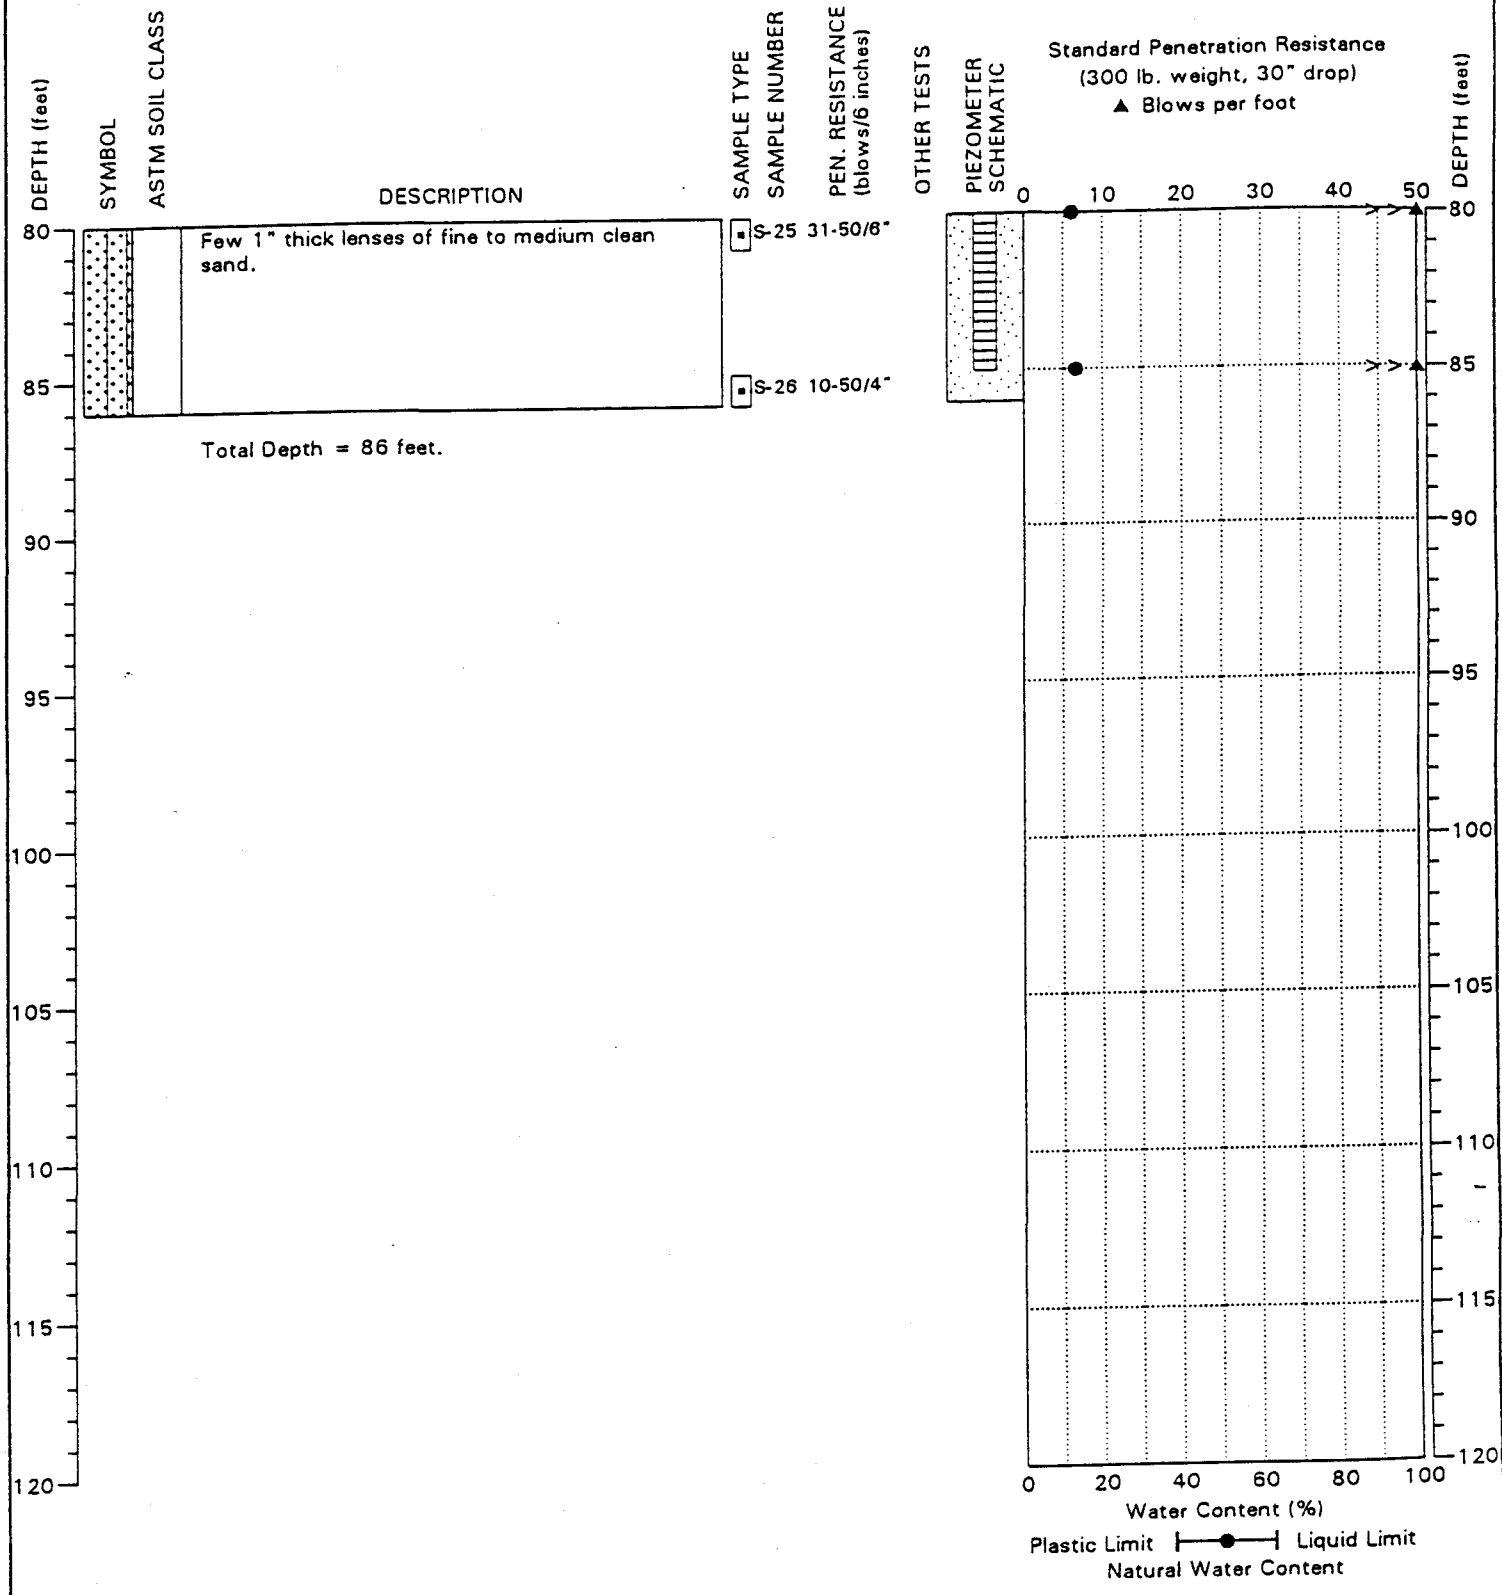 DEPTH (feet)
SYMBOL
ASTM SOIL CLASS
DESCRIPTION
SAMPLE TYPE
SAMPLE NUMBER
PEN. RESISTANCE
(blows/6 inches)
OTHER TESTS
PIEZOMETER
SCHEMATIC
Standard Penetration Resistance
(300 lb. weight, 30" drop)
▲ Blows per foot
0 10 20 30 40 50
DEPTH (feet)
80
Few 1" thick lenses of fine to medium clean
sand.
S-25 31-50/6"
80
85
S-26 10-50/4"
85
Total Depth = 86 feet.
90
90
95
95
100
100
105
105
110
110
115
115
120
120
0 20 40 60 80 100
Water Content (%)
Plastic Limit Liquid Limit
Natural Water Content